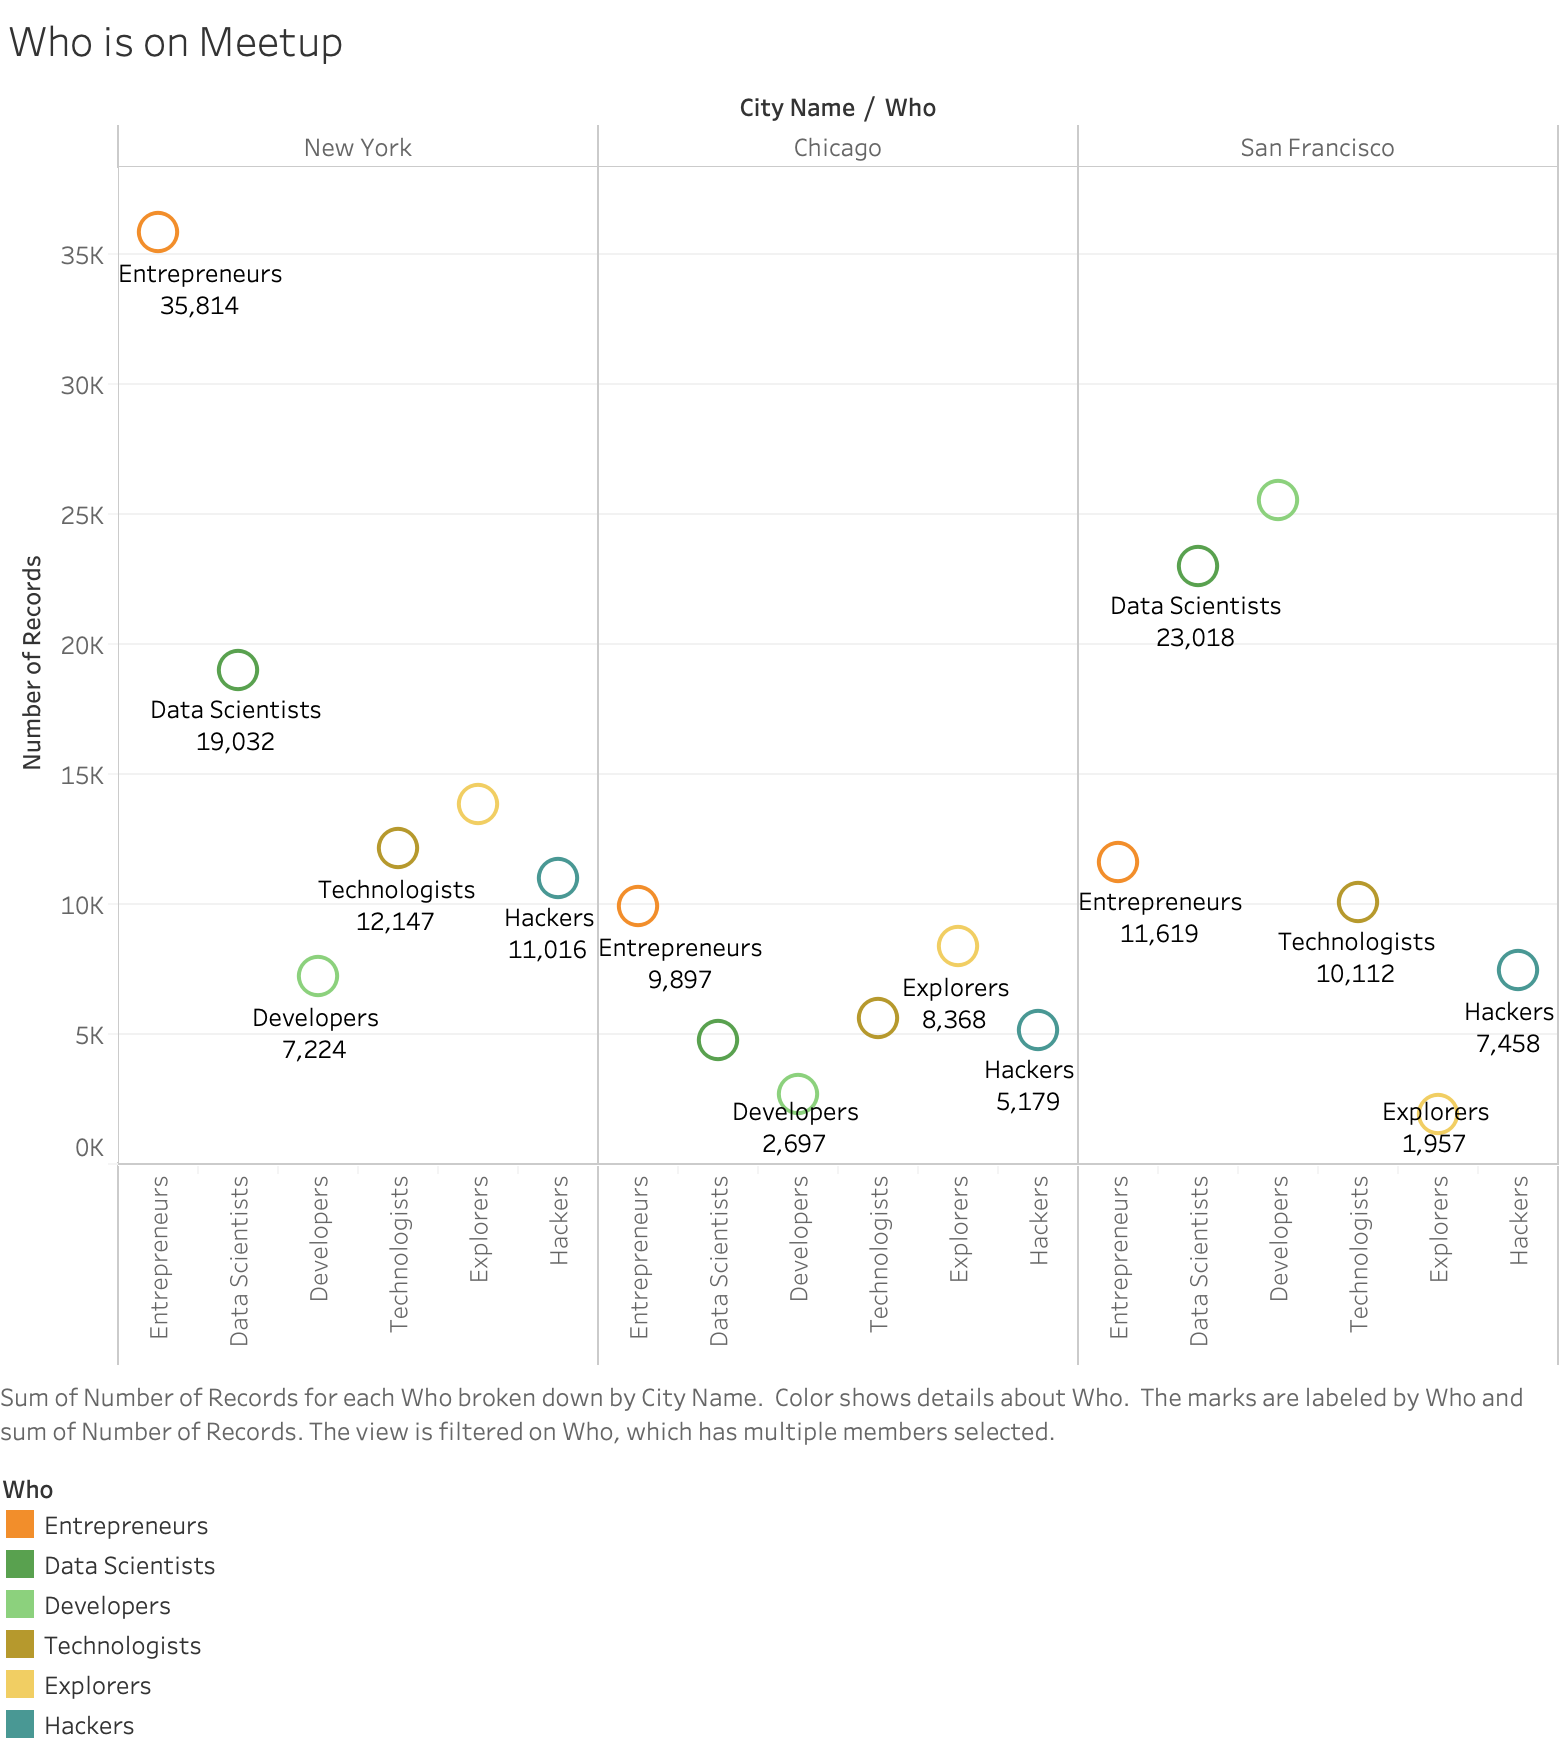 Who is on Meetup
City Name / Who
New York
Chicago
San Francisco
Number of Records
35K
30K
25K
20K
15K
10K
5K
0K
Entrepreneurs
35,814
Data Scientists
19,032
Developers
7,224
Technologists
12,147
Hackers
11,016
Entrepreneurs
9,897
Developers
2,697
Explorers
8,368
Hackers
5,179
Entrepreneurs
11,619
Data Scientists
23,018
Technologists
10,112
Explorers
1,957
Hackers
7,458
Entrepreneurs
Data Scientists
Developers
Technologists
Explorers
Hackers
Entrepreneurs
Data Scientists
Developers
Technologists
Explorers
Hackers
Entrepreneurs
Data Scientists
Developers
Technologists
Explorers
Hackers
Sum of Number of Records for each Who broken down by City Name. Color shows details about Who. The marks are labeled by Who and
sum of Number of Records. The view is filtered on Who, which has multiple members selected.
Who
Entrepreneurs
Data Scientists
Developers
Technologists
Explorers
Hackers